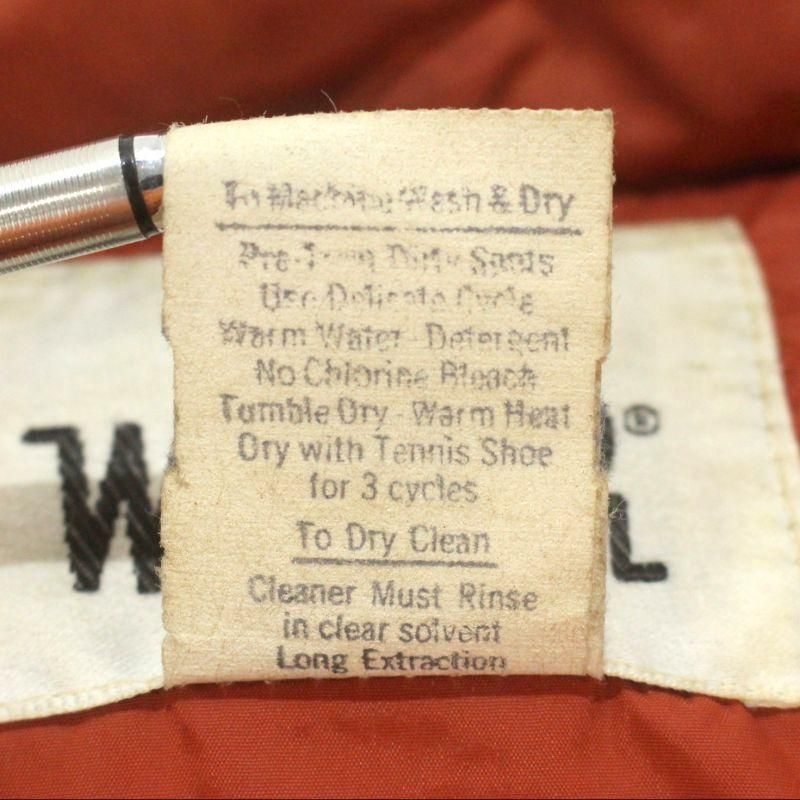 To Machine Wash & Dry
Pre-Treat Dirty Spots
Use Delicate Cycle
Warm Water - Detergent
No Chlorine Bleach
Tumble Dry - Warm Heat
Dry with Tennis Shoe
for 3 cycles
To Dry Clean
Cleaner Must Rinse
in clear solvent
Long Extraction
W
®
L